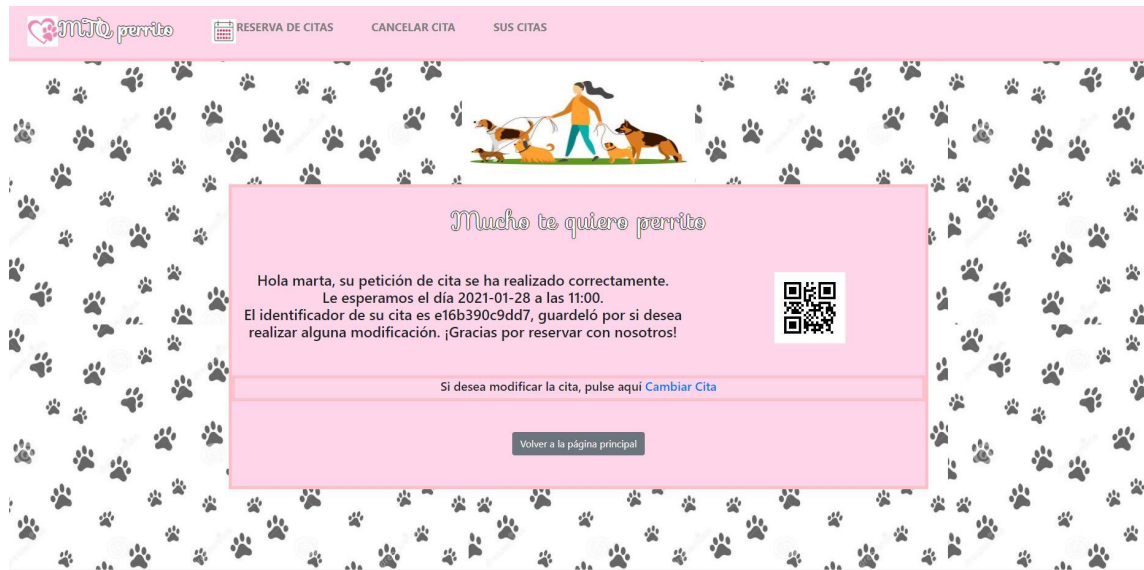 MTQ perrito
RESERVA DE CITAS
CANCELAR CITA
SUS CITAS
Mucho te quiero perrito
Hola marta, su petición de cita se ha realizado correctamente.
Le esperamos el día 2021-01-28 a las 11:00.
El identificador de su cita es e16b390c9dd7, guardeló por si desea
realizar alguna modificación. ¡Gracias por reservar con nosotros!
Si desea modificar la cita, pulse aquí Cambiar Cita
Volver a la página principal